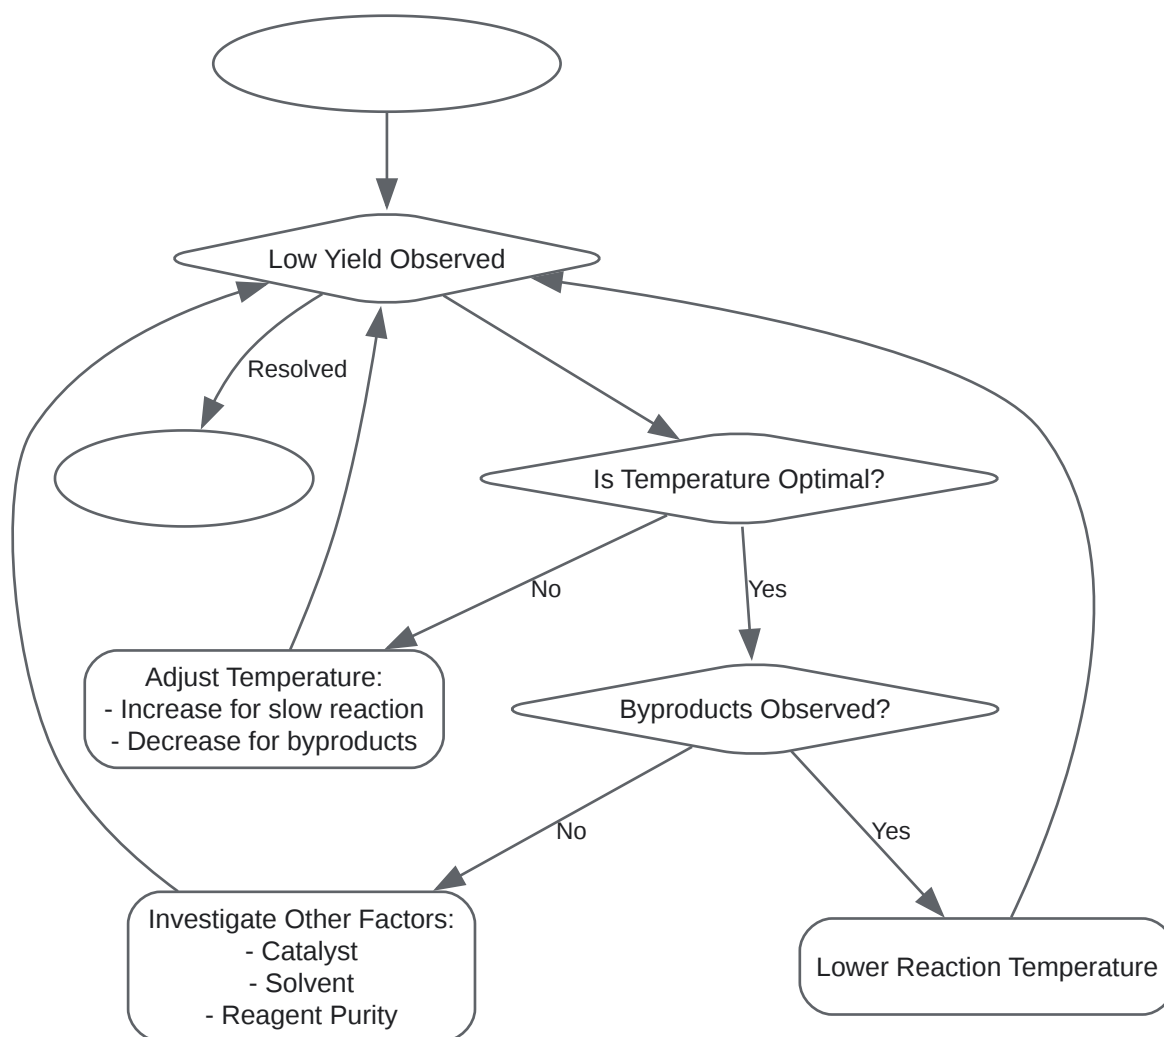 Low Yield Observed
Resolved
Is Temperature Optimal?
No
Yes
Adjust Temperature:
- Increase for slow reaction
- Decrease for byproducts
Byproducts Observed?
No
Yes
Investigate Other Factors:
- Catalyst
- Solvent
- Reagent Purity
Lower Reaction Temperature